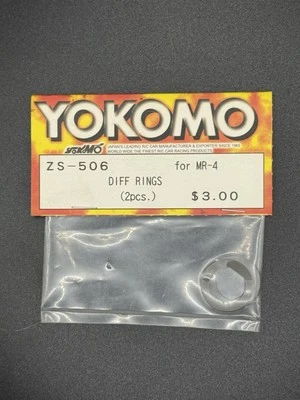 YOKOMO
YOKOMO
JAPAN'S LEADING R/C CAR MANUFACTURER & EXPORTER SINCE
WORLD WIDE THE FINEST R/C CAR RACING PRODUCTS
ZS-506 for MR-4
DIFF RINGS
(2pcs.) $3.00